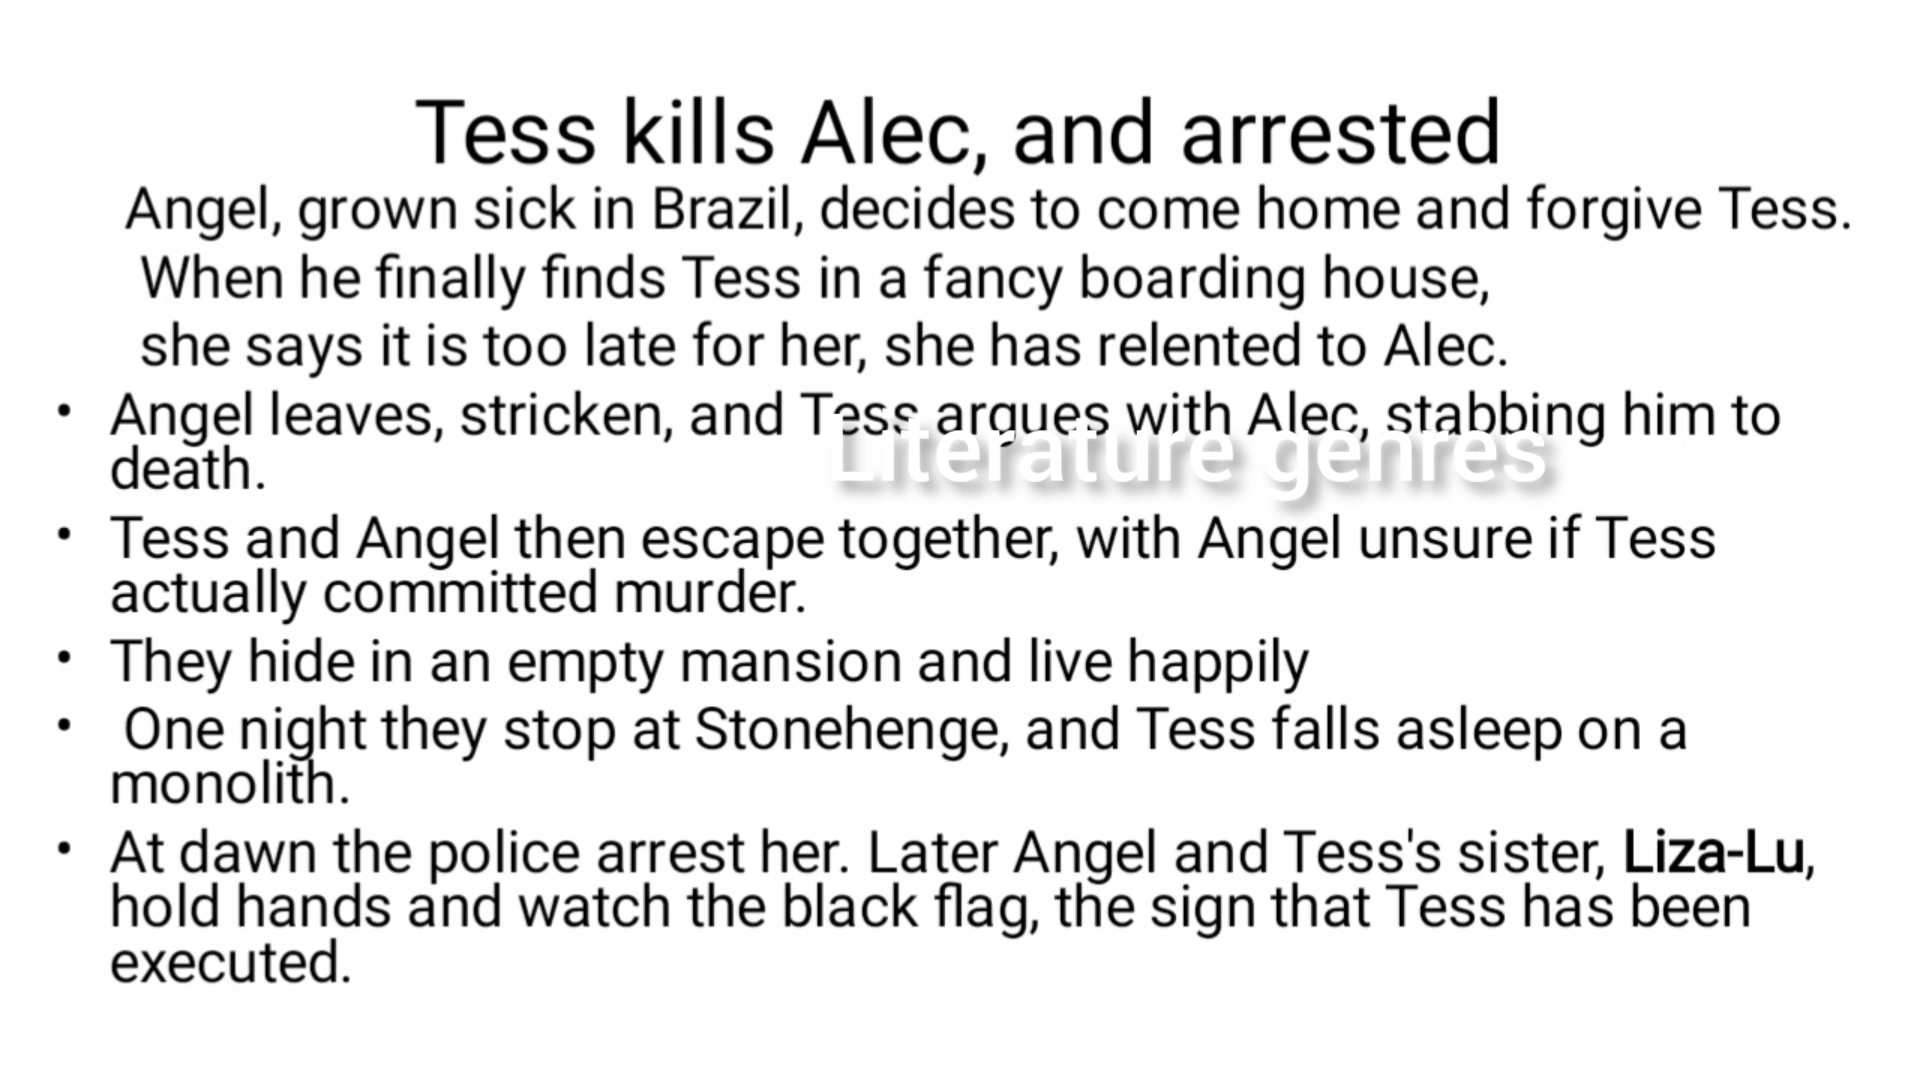 Tess kills Alec, and arrested
Angel, grown sick in Brazil, decides to come home and forgive Tess.
When he finally finds Tess in a fancy boarding house,
she says it is too late for her, she has relented to Alec.
• Angel leaves, stricken, and Tess argues with Alec, stabbing him to
death.
Literature genres
• Tess and Angel then escape together, with Angel unsure if Tess
actually committed murder.
• They hide in an empty mansion and live happily
• One night they stop at Stonehenge, and Tess falls asleep on a
monolith.
• At dawn the police arrest her. Later Angel and Tess's sister, Liza-Lu,
hold hands and watch the black flag, the sign that Tess has been
executed.